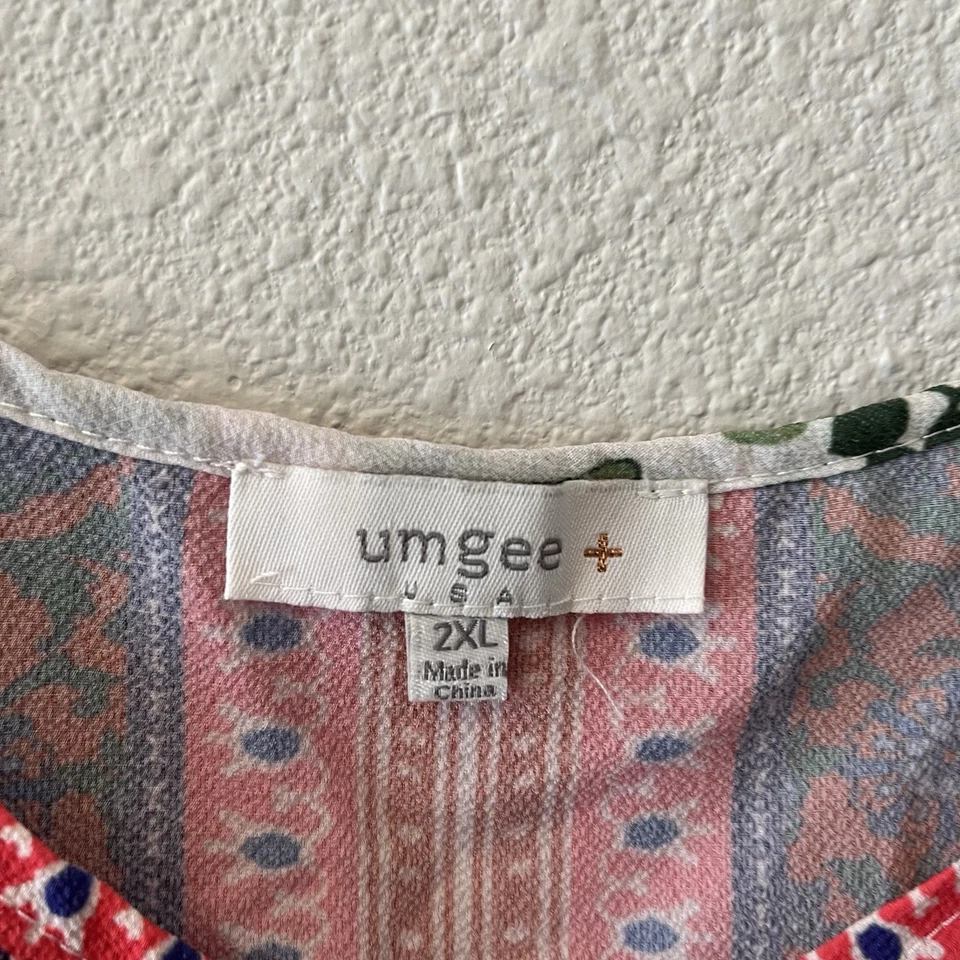 umgee +
USA
2XL
Made in
China